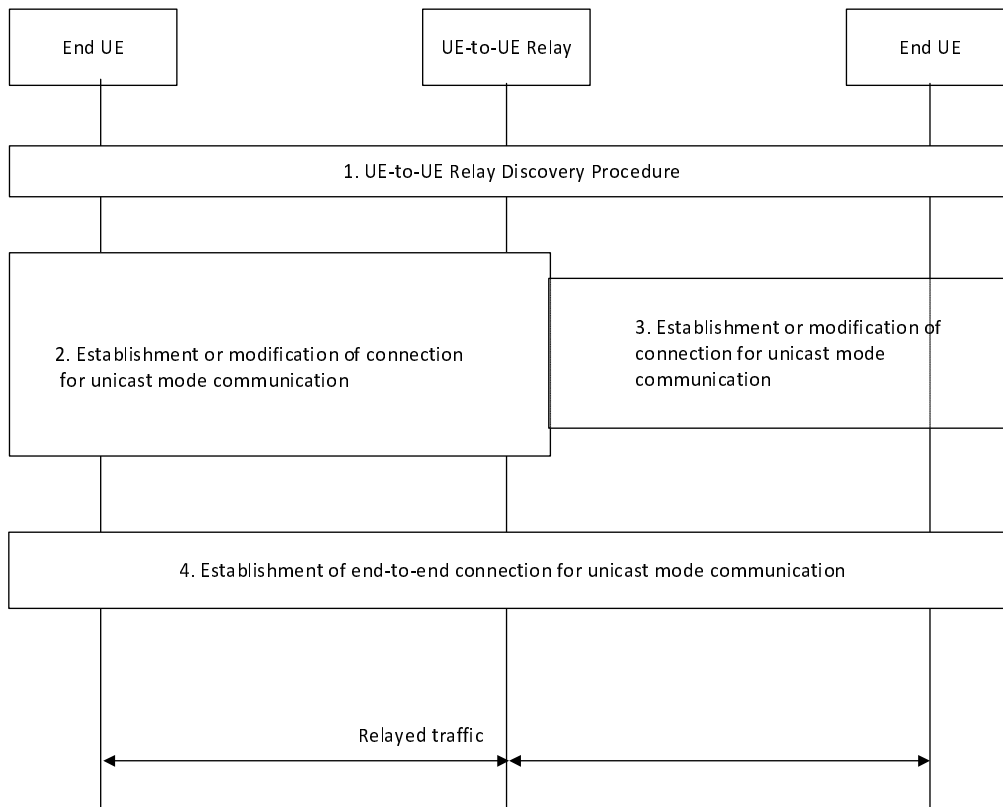 End UE
UE-to-UE Relay
End UE
1. UE-to-UE Relay Discovery Procedure
2. Establishment or modification of connection
for unicast mode communication
3. Establishment or modification of
connection for unicast mode
communication
4. Establishment of end-to-end connection for unicast mode communication
Relayed traffic